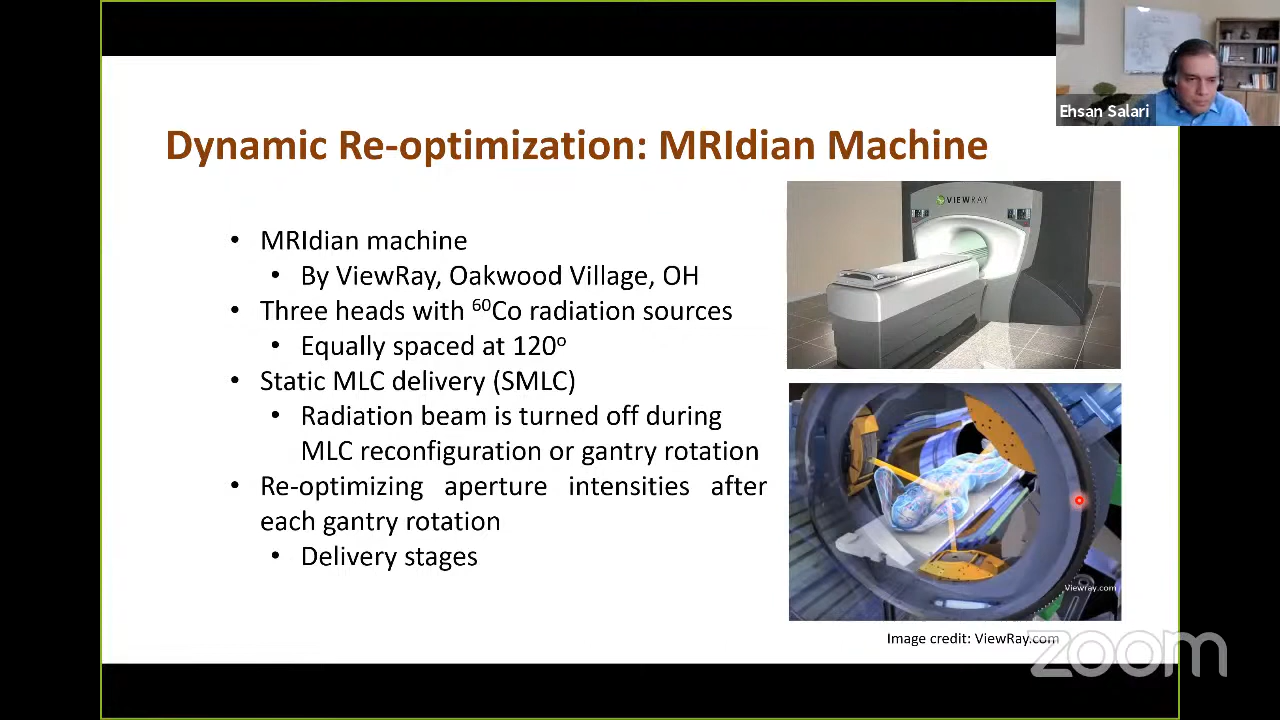 Ehsan Salari
Dynamic Re-optimization: MRIdian Machine
VIEWRAY
• MRIdian machine
• By ViewRay, Oakwood Village, OH
• Three heads with ⁶⁰Co radiation sources
• Equally spaced at 120°
• Static MLC delivery (SMLC)
• Radiation beam is turned off during
MLC reconfiguration or gantry rotation
• Re-optimizing aperture intensities after
each gantry rotation
• Delivery stages
Viewray.com
Image credit: ViewRay.com
zoom